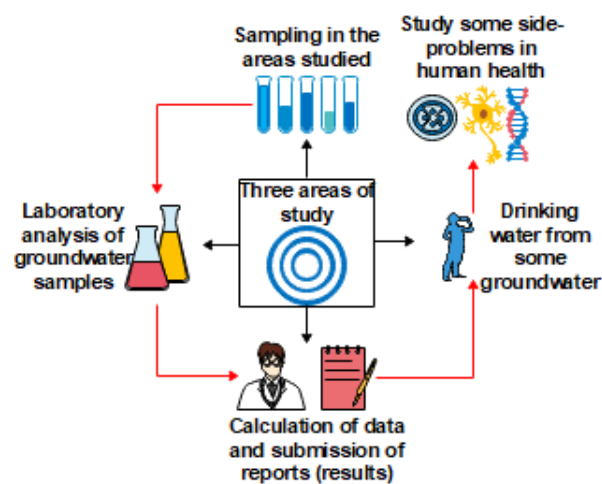 Sampling in the
areas studied
Study some side-
problems in
human health
Three areas of
study
Laboratory
analysis of
groundwater
samples
Drinking
water from
some
groundwater
Calculation of data
and submission of
reports (results)